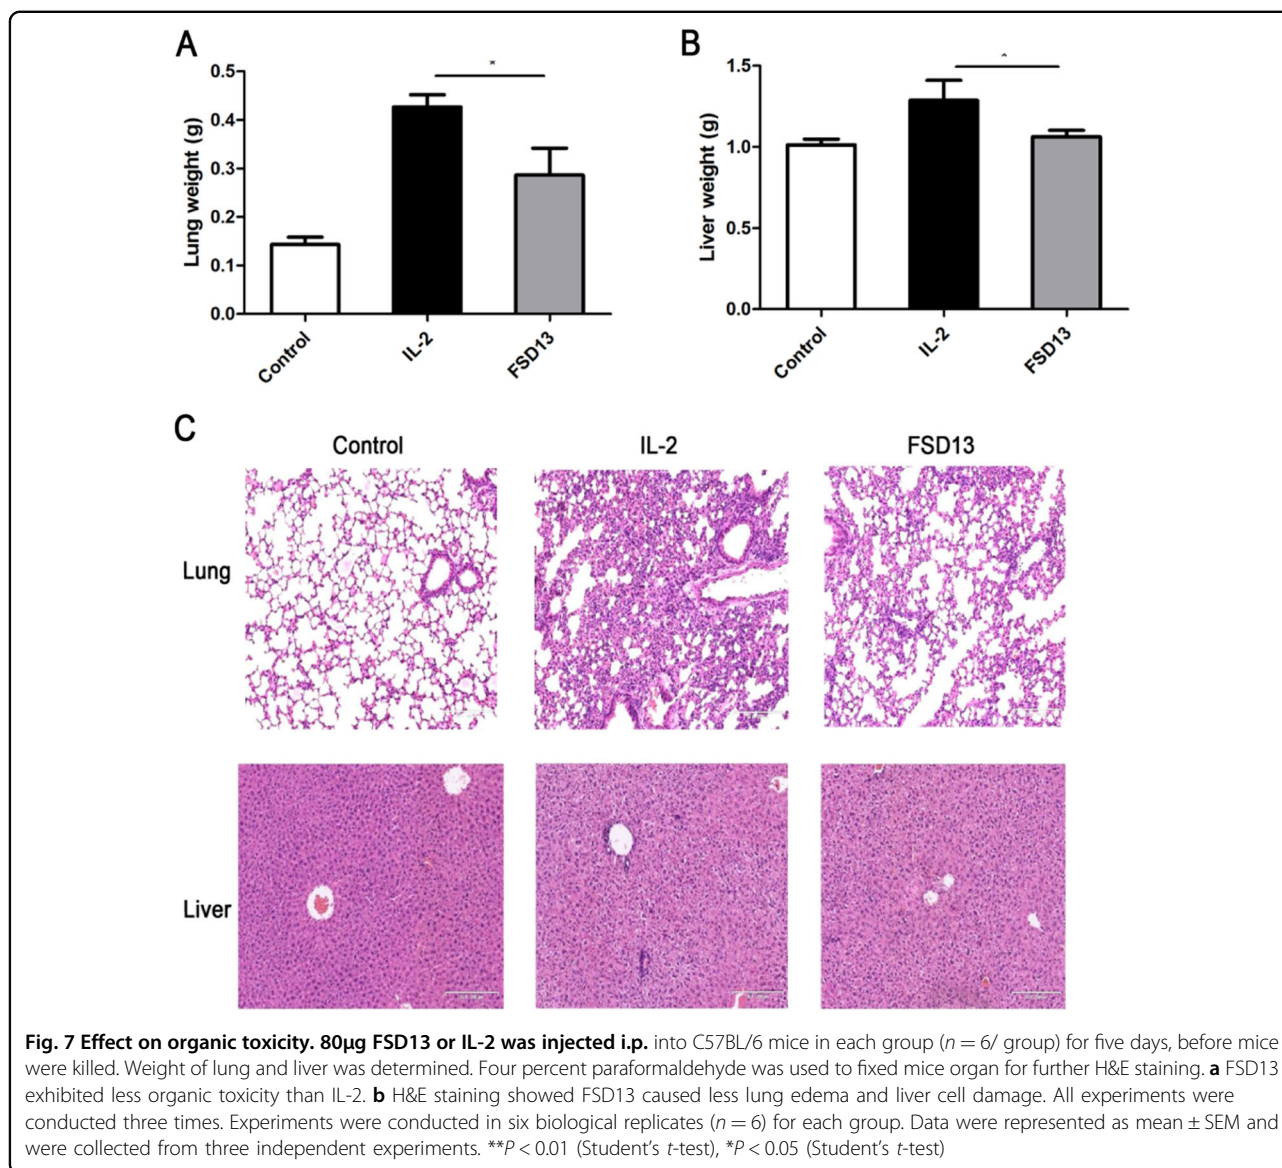 A
B
*
0.5
0.4
0.3
0.2
0.1
0.0
Lung weight (g)
Control
IL-2
FSD13
1.5
1.0
0.5
0.0
Liver weight (g)
Control
IL-2
FSD13
C
Control IL-2 FSD13
Lung
Liver
Fig. 7 Effect on organic toxicity. 80µg FSD13 or IL-2 was injected i.p. into C57BL/6 mice in each group (n = 6/ group) for five days, before mice
were killed. Weight of lung and liver was determined. Four percent paraformaldehyde was used to fixed mice organ for further H&E staining. a FSD13
exhibited less organic toxicity than IL-2. b H&E staining showed FSD13 caused less lung edema and liver cell damage. All experiments were
conducted three times. Experiments were conducted in six biological replicates (n = 6) for each group. Data were represented as mean ± SEM and
were collected from three independent experiments. **P < 0.01 (Student's t-test), *P < 0.05 (Student's t-test)